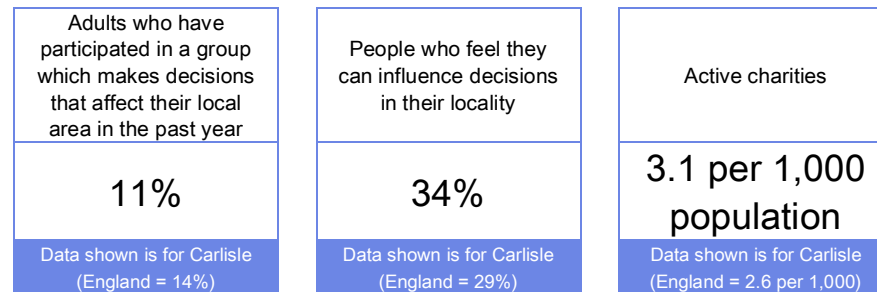 Adults who have
participated in a group
which makes decisions
that affect their local
area in the past year
11%
Data shown is for Carlisle
(England = 14%)
People who feel they
can influence decisions
in their locality
34%
Data shown is for Carlisle
(England = 29%)
Active charities
3.1 per 1,000
population
Data shown is for Carlisle
(England = 2.6 per 1,000)